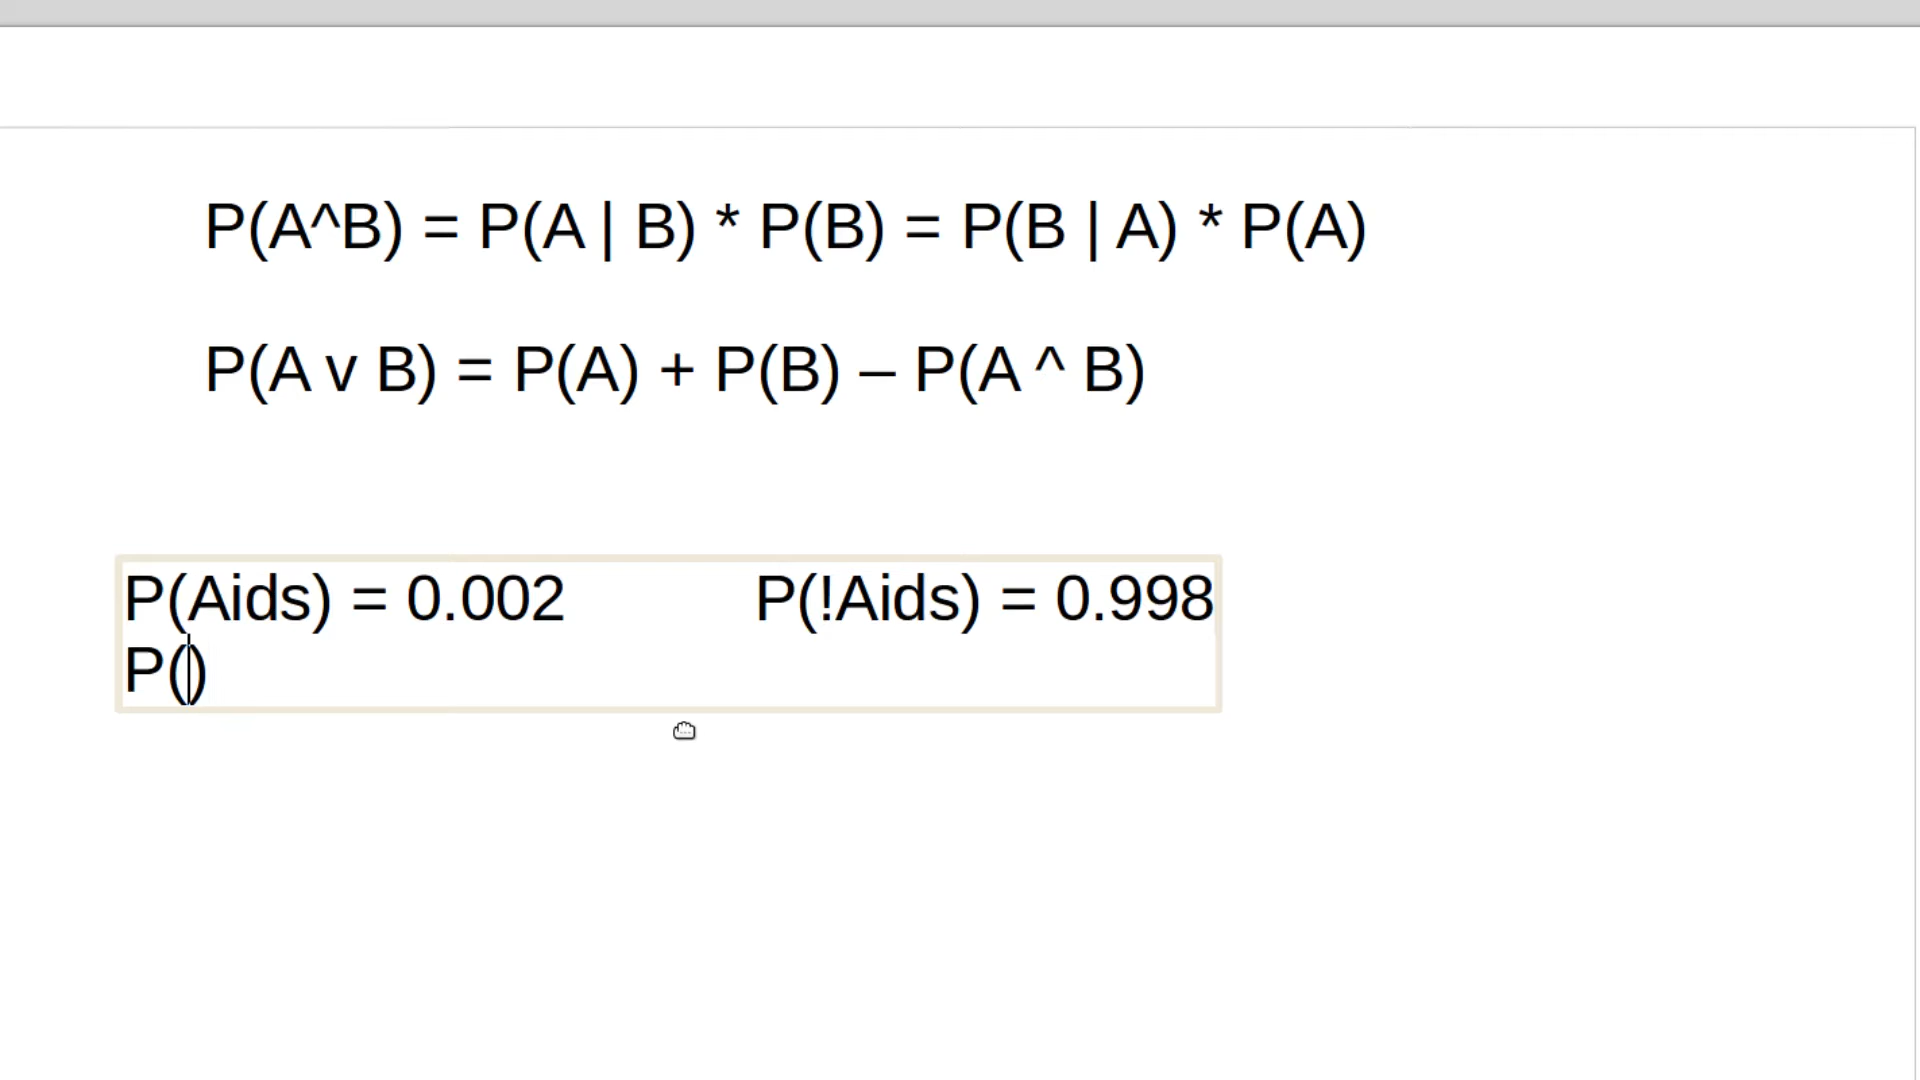 P(A^B) = P(A | B) * P(B) = P(B | A) * P(A)
P(A v B) = P(A) + P(B) – P(A ^ B)
P(Aids) = 0.002 P(!Aids) = 0.998
P()